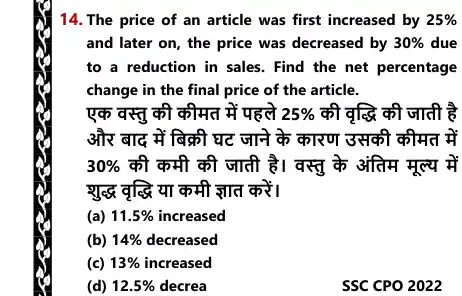 14. The price of an article was first increased by 25%
and later on, the price was decreased by 30% due
to a reduction in sales. Find the net percentage
change in the final price of the article.
एक वस्तु की कीमत में पहले 25% की वृद्धि की जाती है
और बाद में बिक्री घट जाने के कारण उसकी कीमत में
30% की कमी की जाती है। वस्तु के अंतिम मूल्य में
शुद्ध वृद्धि या कमी ज्ञात करें।
(a) 11.5% increased
(b) 14% decreased
(c) 13% increased
(d) 12.5% decrea SSC CPO 2022